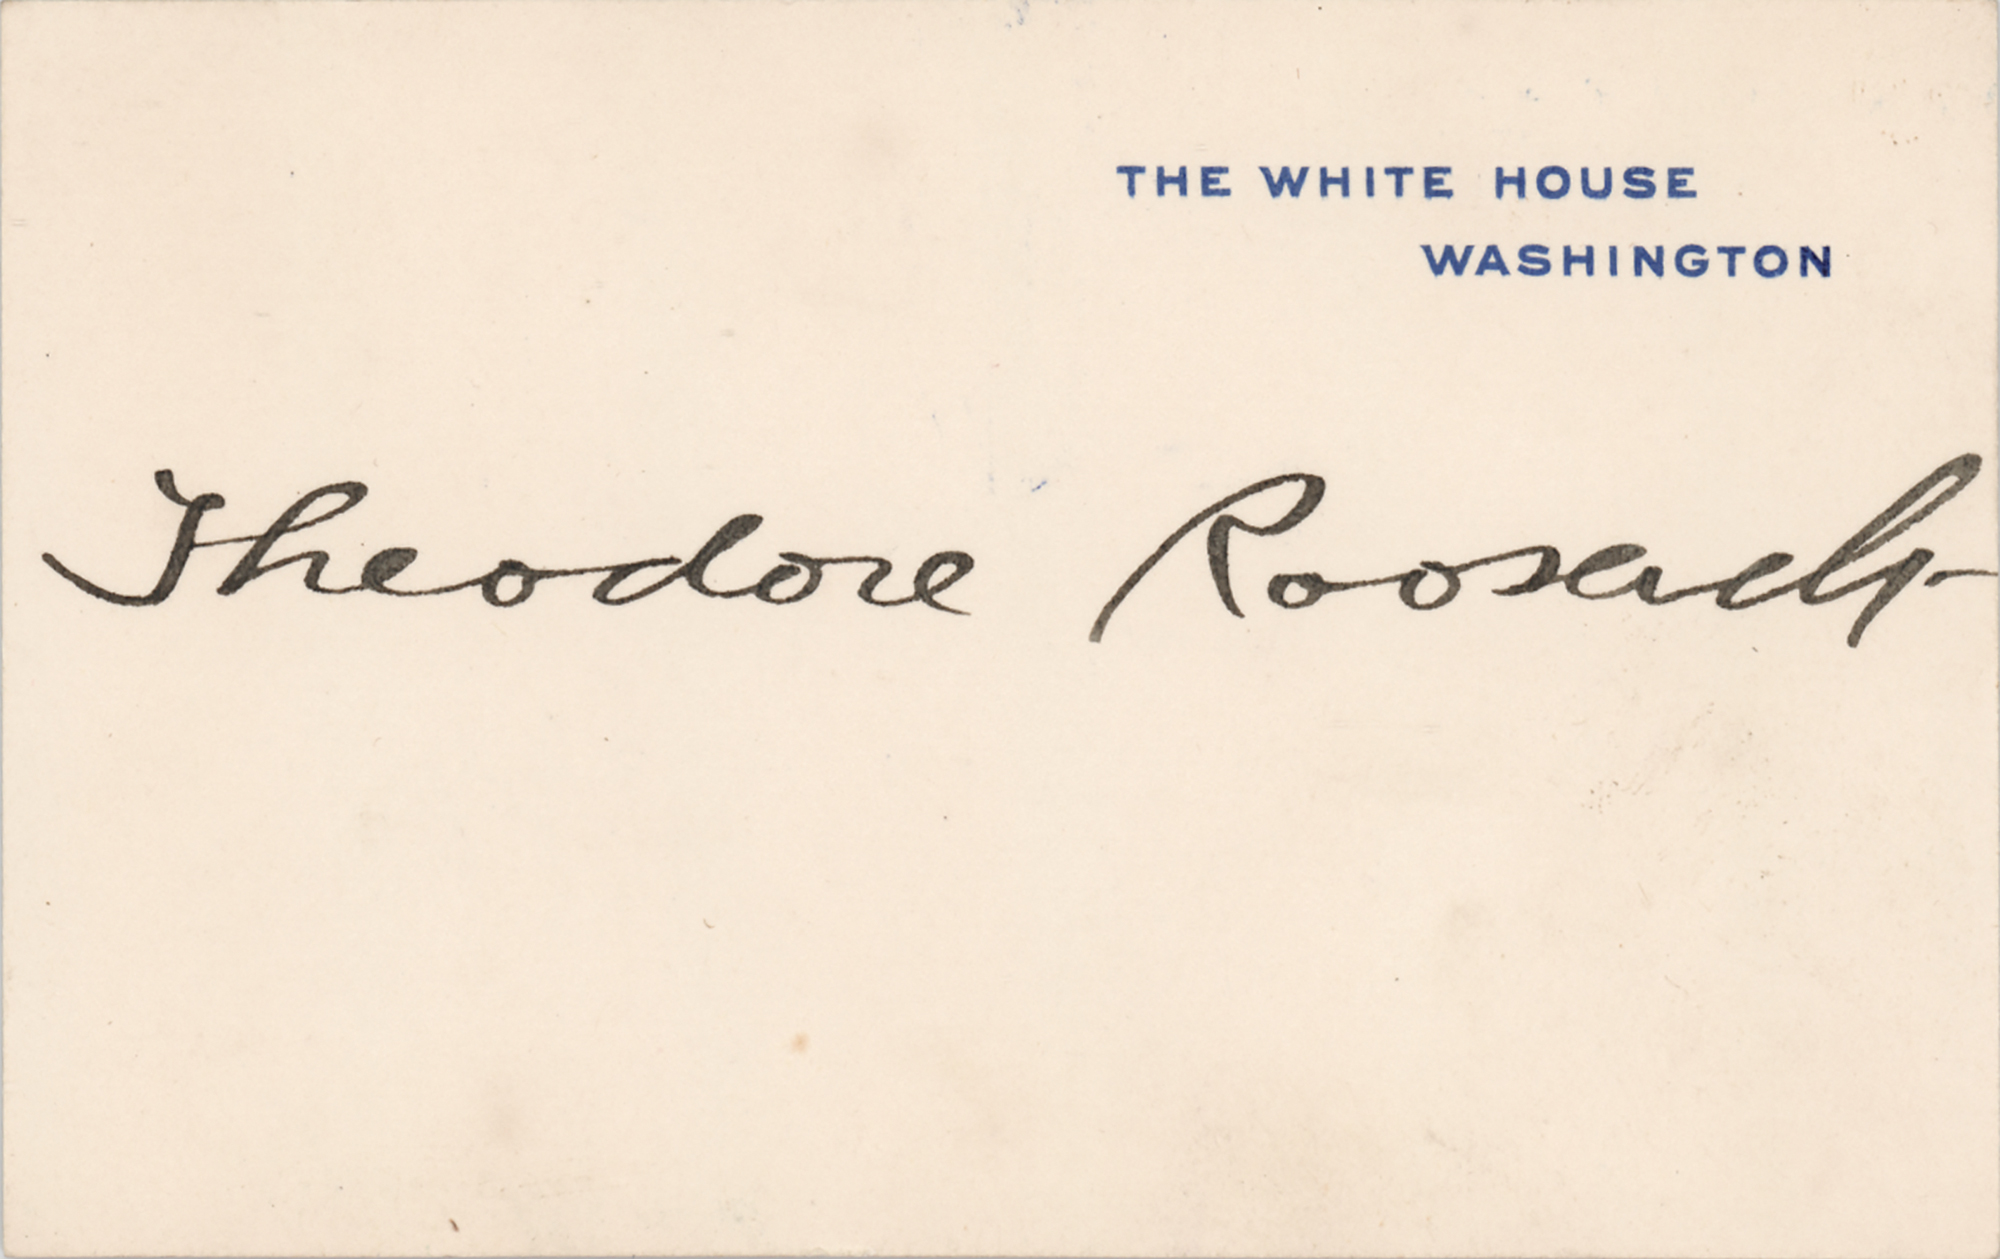 THE WHITE HOUSE
WASHINGTON
Theodore Roosevelt